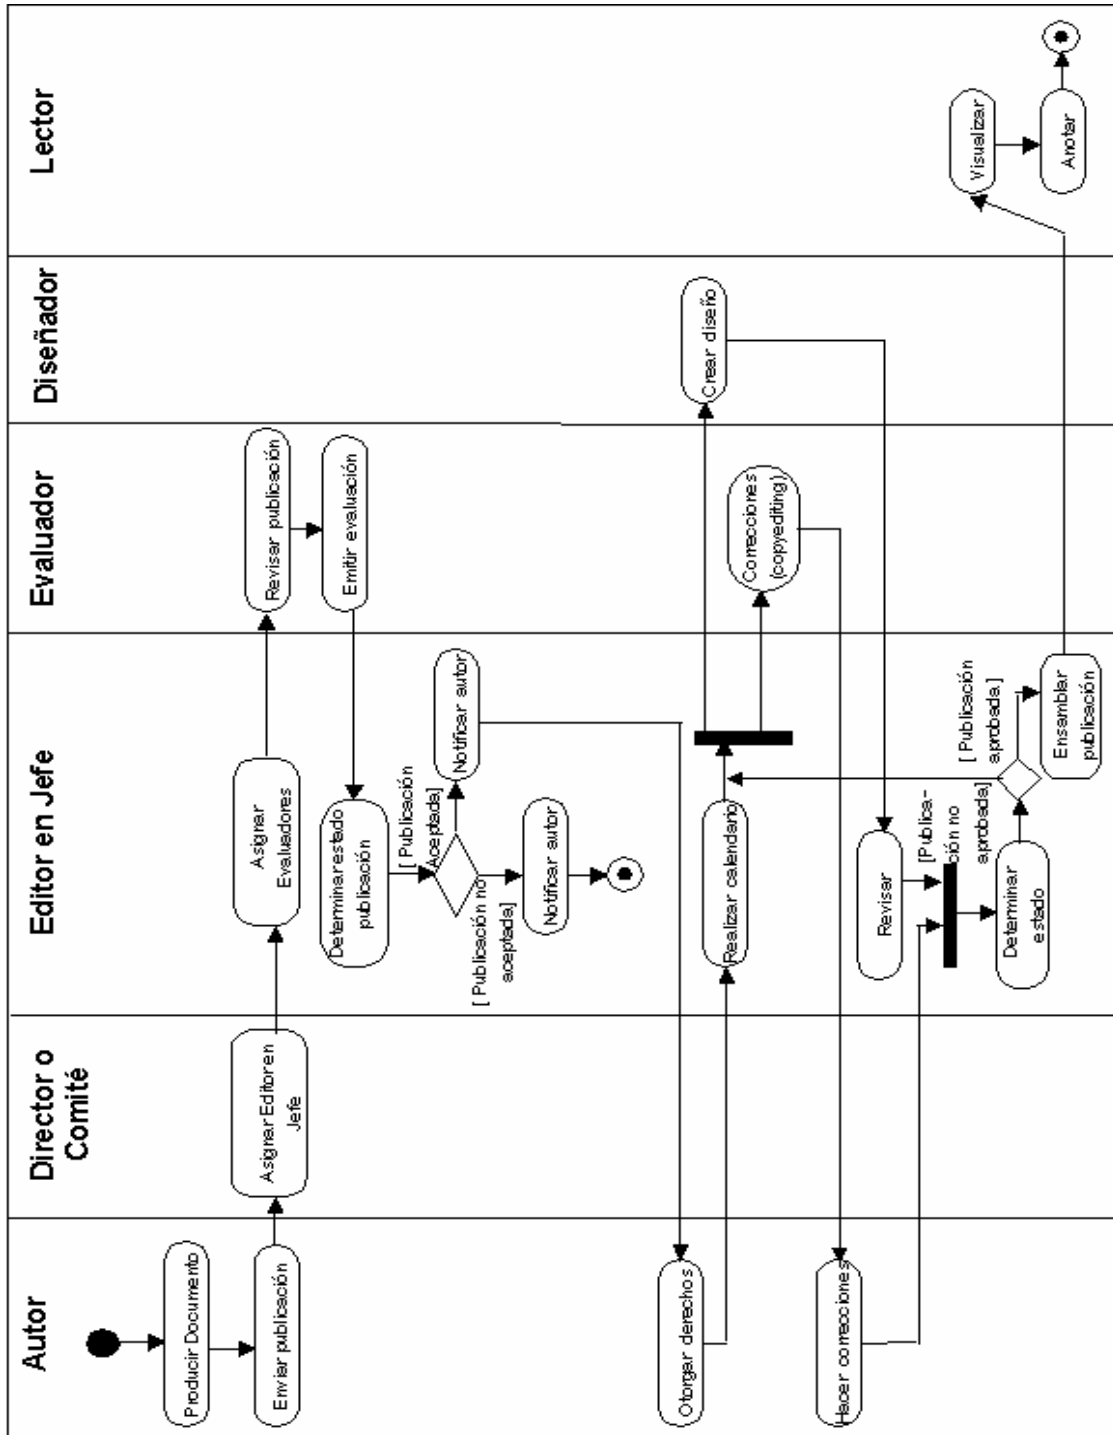 Autor
Director o
Comité
Editor en Jefe
Evaluador
Diseñador
Lector
Producir Documento
Enviar publicación
Asignar Editor en
Jefe
Asignar
Evaluadores
Revisar publicación
Emitir evaluación
Determinar estado
publicación
[ Publicación
Aceptada]
[ Publicación no
aceptada]
Notificar autor
Notificar autor
Otorgar derechos
Realizar calendario
Crear diseño
Correcciones
(copyediting)
Hacer correcciones
Revisar
[Publica-
ción no
aprobada]
Determinar
estado
[ Publicación
aprobada.]
Ensamblar
publicación
Visualizar
Anotar